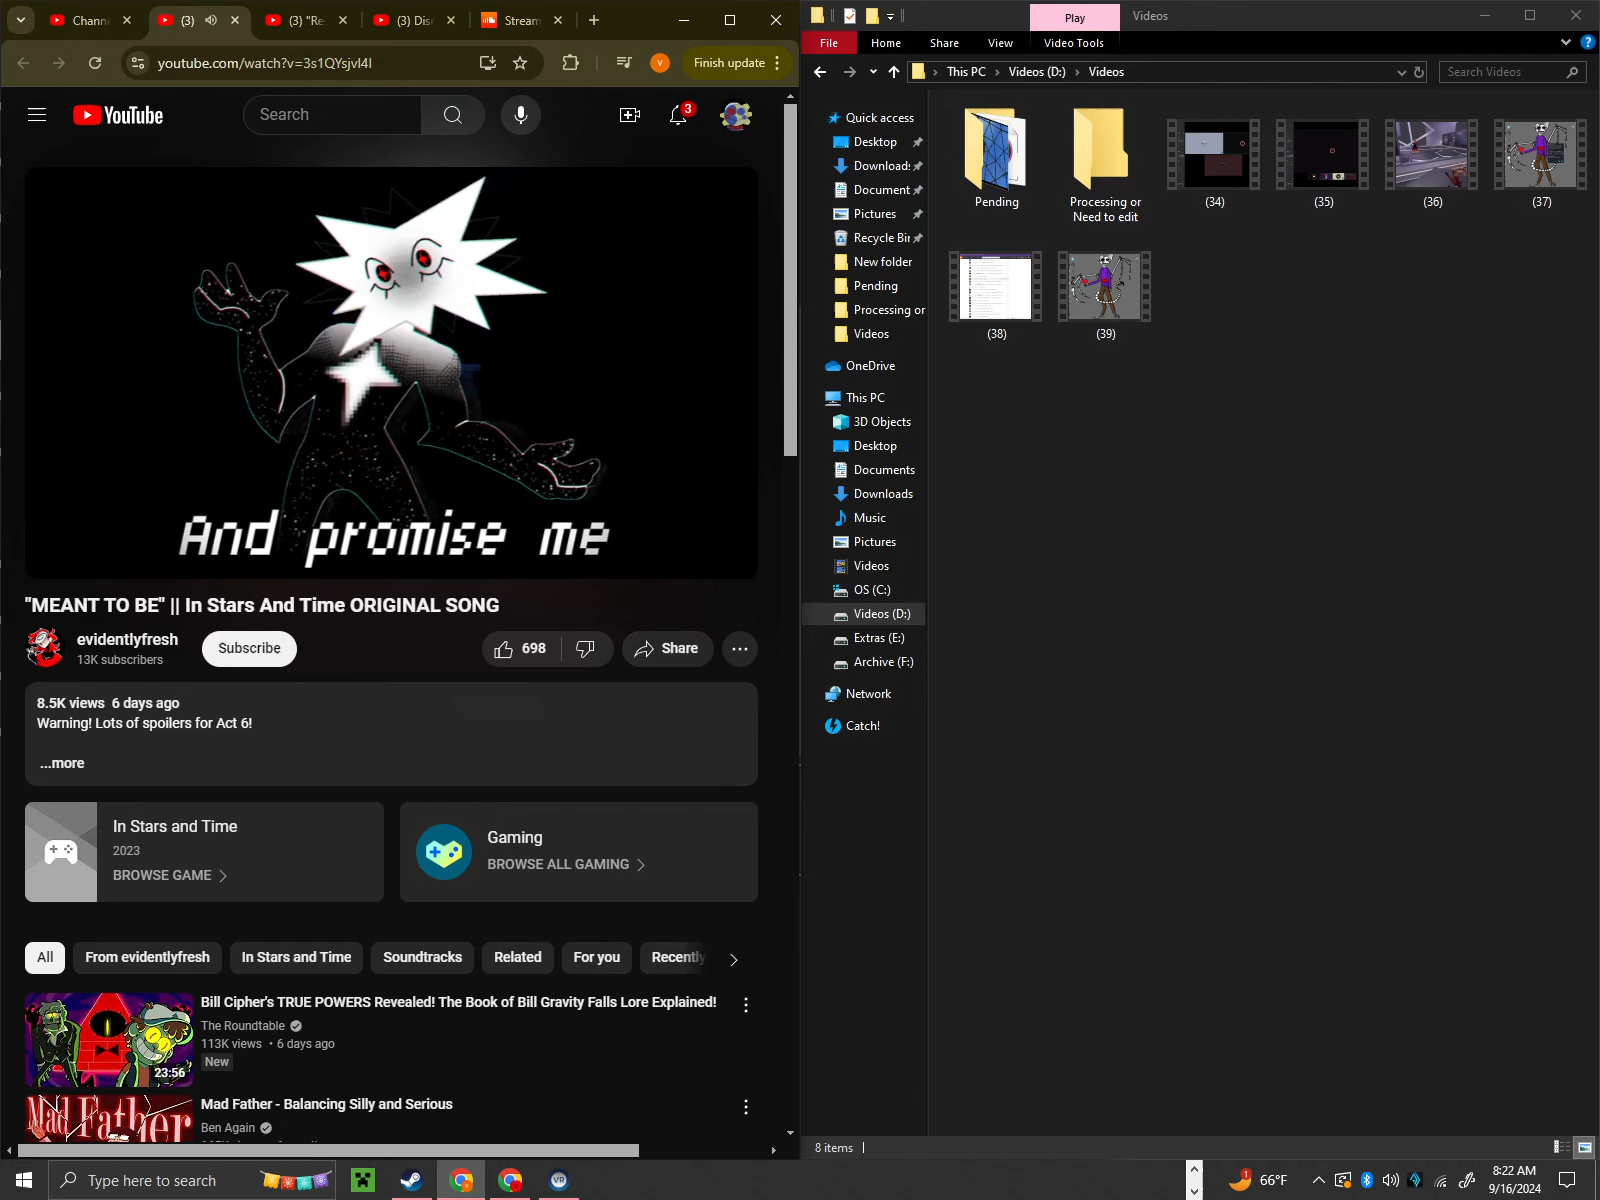 Channe
(3)
(3) "Re
(3) Disn
Stream
youtube.com/watch?v=3s1QYsjvl4I
V
Finish update
YouTube
Search
3
And promise me
"MEANT TO BE" || In Stars And Time ORIGINAL SONG
evidentlyfresh
13K subscribers
Subscribe
698
Share
8.5K views 6 days ago
Warning! Lots of spoilers for Act 6!
...more
In Stars and Time
2023
BROWSE GAME
Gaming
BROWSE ALL GAMING
All
From evidentlyfresh
In Stars and Time
Soundtracks
Related
For you
Recently
Bill Cipher's TRUE POWERS Revealed! The Book of Bill Gravity Falls Lore Explained!
The Roundtable
113K views • 6 days ago
New
23:56
Mad Father
Mad Father - Balancing Silly and Serious
Ben Again
Play
Videos
File
Home
Share
View
Video Tools
This PC
Videos (D:)
Videos
Search Videos
Quick access
Desktop
Downloads
Document
Pictures
Recycle Bin
New folder
Pending
Processing or
Videos
OneDrive
This PC
3D Objects
Desktop
Documents
Downloads
Music
Pictures
Videos
OS (C:)
Videos (D:)
Extras (E:)
Archive (F:)
Network
Catch!
Pending
Processing or
Need to edit
(34)
(35)
(36)
(37)
(38)
(39)
8 items
Type here to search
VR
1
66°F
8:22 AM
9/16/2024